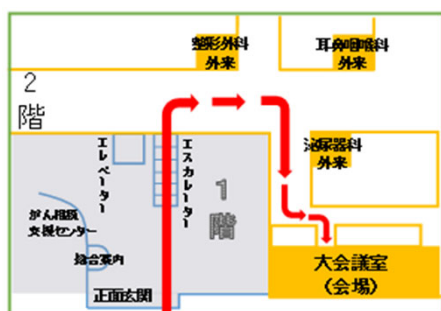 整形外科
外来
耳鼻咽喉科
外来
2
階
泌尿器科
外来
エレベーター
エスカレーター
1
階
がん相談
支援センター
総合案内
正面玄関
大会議室
（会場）